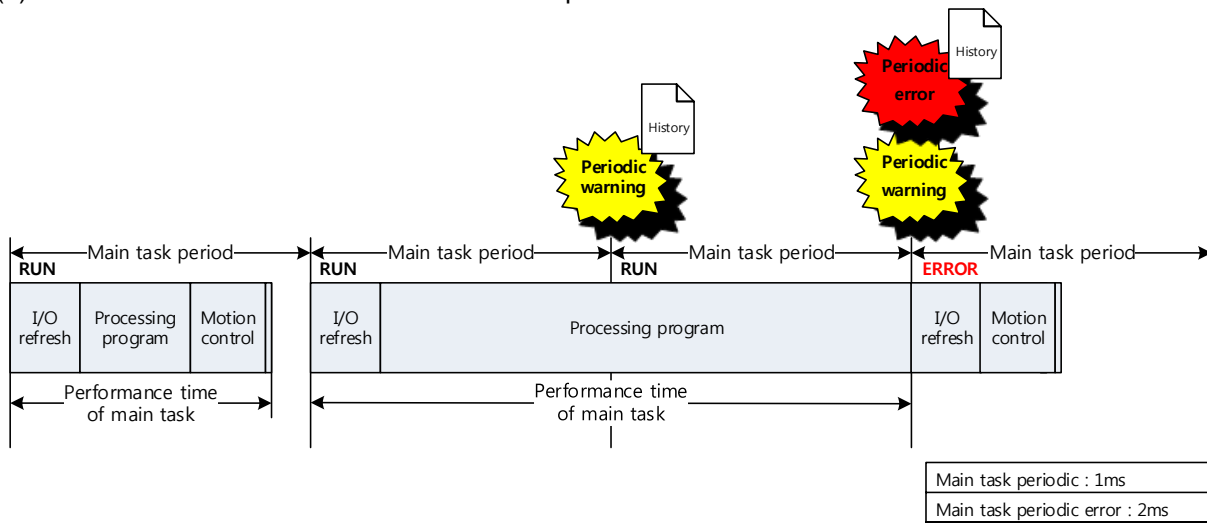 History
Periodic
error
History
Periodic
warning
Periodic
warning
Main task period
Main task period
Main task period
Main task period
RUN
RUN
RUN
ERROR
I/O
refresh
Processing
program
Motion
control
I/O
refresh
Processing program
I/O
refresh
Motion
control
Performance time
of main task
Performance time
of main task
Main task periodic : 1ms
Main task periodic error : 2ms